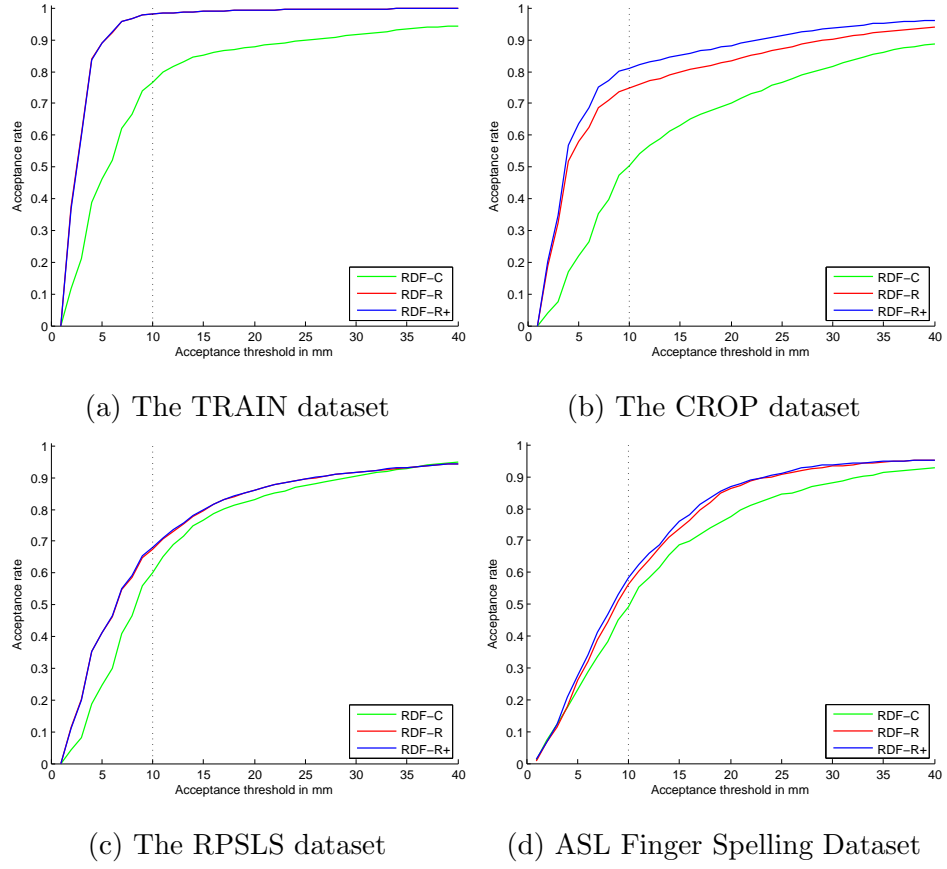 1
0.9
0.8
0.7
0.6
0.5
0.4
0.3
0.2
0.1
0
Acceptance rate
RDF−C
RDF−R
RDF−R+
0 5 10 15 20 25 30 35 40
Acceptance threshold in mm
(a) The TRAIN dataset
1
0.9
0.8
0.7
0.6
0.5
0.4
0.3
0.2
0.1
0
Acceptance rate
RDF−C
RDF−R
RDF−R+
0 5 10 15 20 25 30 35 40
Acceptance threshold in mm
(b) The CROP dataset
1
0.9
0.8
0.7
0.6
0.5
0.4
0.3
0.2
0.1
0
Acceptance rate
RDF−C
RDF−R
RDF−R+
0 5 10 15 20 25 30 35 40
Acceptance threshold in mm
(c) The RPSLS dataset
1
0.9
0.8
0.7
0.6
0.5
0.4
0.3
0.2
0.1
0
Acceptance rate
RDF−C
RDF−R
RDF−R+
0 5 10 15 20 25 30 35 40
Acceptance threshold in mm
(d) ASL Finger Spelling Dataset